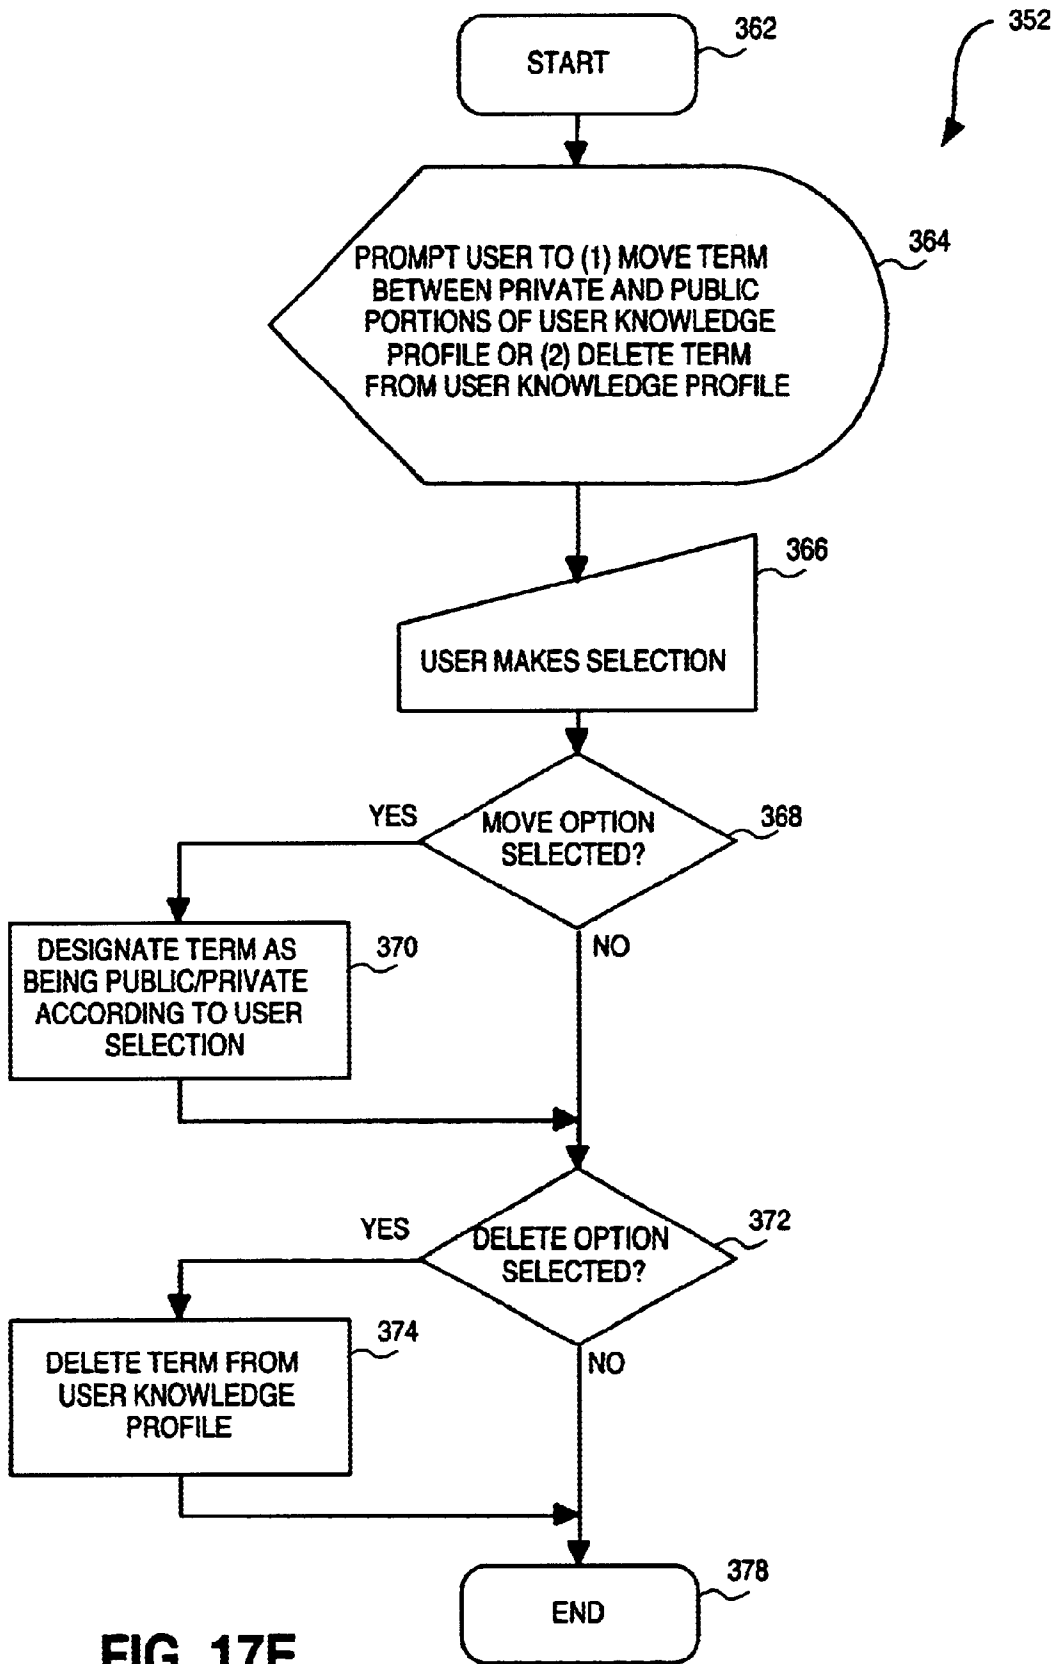 352
362
START
364
PROMPT USER TO (1) MOVE TERM
BETWEEN PRIVATE AND PUBLIC
PORTIONS OF USER KNOWLEDGE
PROFILE OR (2) DELETE TERM
FROM USER KNOWLEDGE PROFILE
366
USER MAKES SELECTION
368
YES
MOVE OPTION
SELECTED?
NO
370
DESIGNATE TERM AS
BEING PUBLIC/PRIVATE
ACCORDING TO USER
SELECTION
372
YES
DELETE OPTION
SELECTED?
NO
374
DELETE TERM FROM
USER KNOWLEDGE
PROFILE
378
END
FIG.